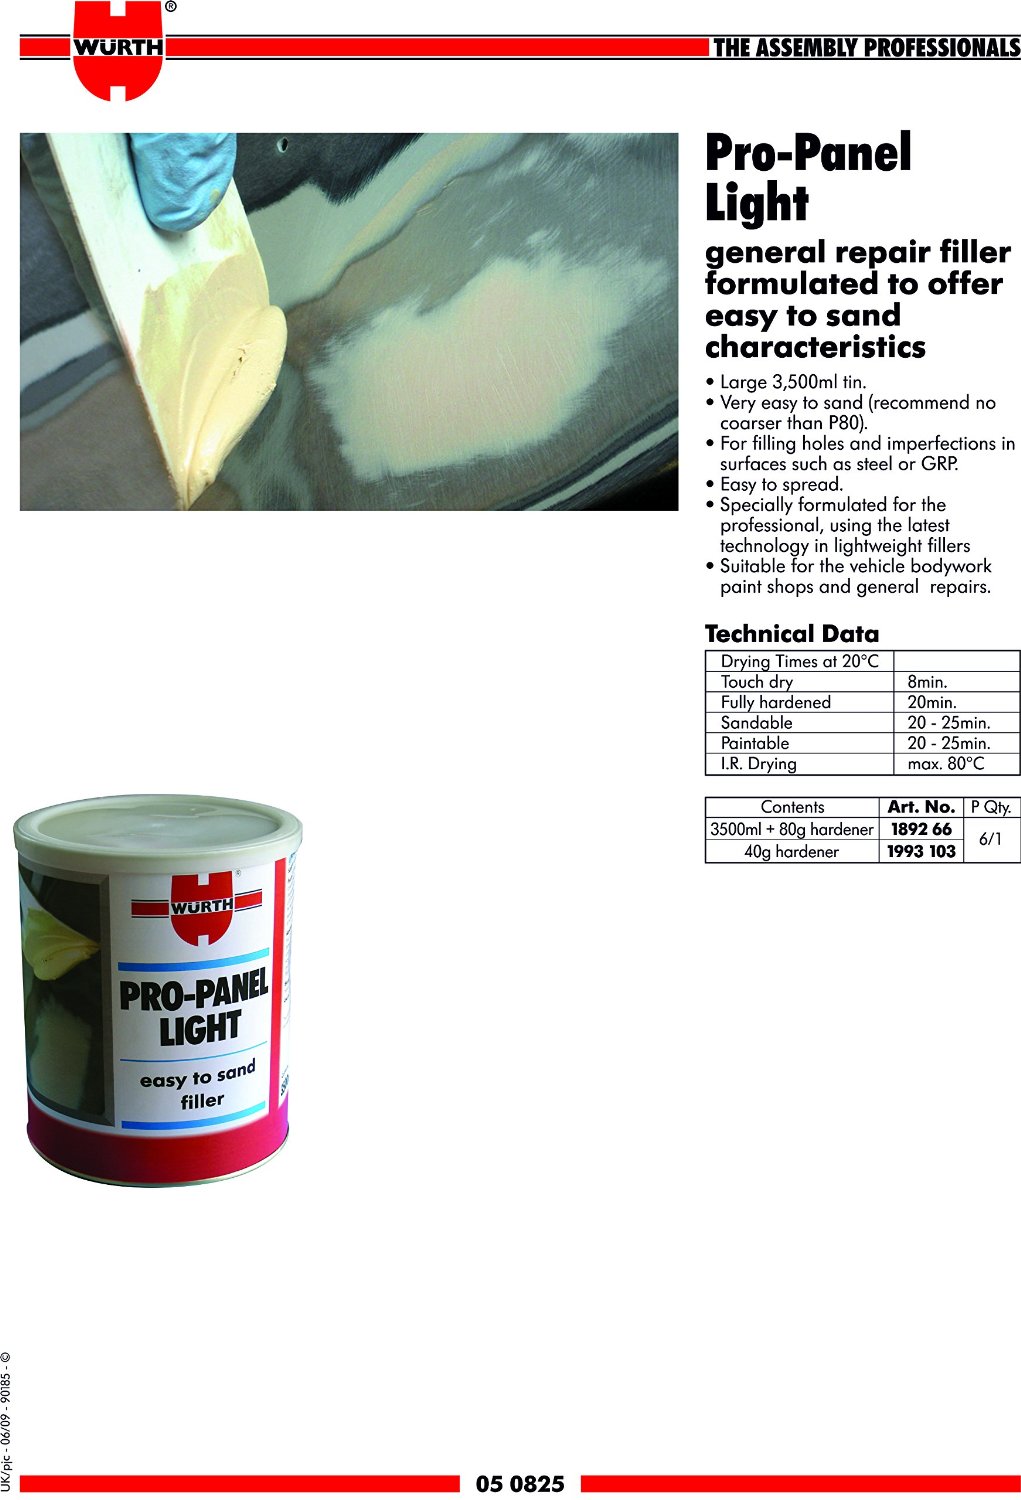 ®
WÜRTH
THE ASSEMBLY PROFESSIONALS
Pro-Panel
Light
general repair filler
formulated to offer
easy to sand
characteristics
• Large 3,500ml tin.
• Very easy to sand (recommend no
coarser than P80).
• For filling holes and imperfections in
surfaces such as steel or GRP.
• Easy to spread.
• Specially formulated for the
professional, using the latest
technology in lightweight fillers
• Suitable for the vehicle bodywork
paint shops and general  repairs.
Technical Data
Drying Times at 20°C
Touch dry 8min.
Fully hardened 20min.
Sandable 20 - 25min.
Paintable 20 - 25min.
I.R. Drying max. 80°C
Contents Art. No. P Qty.
3500ml + 80g hardener 1892 66 6/1
40g hardener 1993 103
®
WÜRTH
PRO-PANEL
LIGHT
easy to sand
filler
UK/pjc - 06/09 - 90185 - ©
05 0825